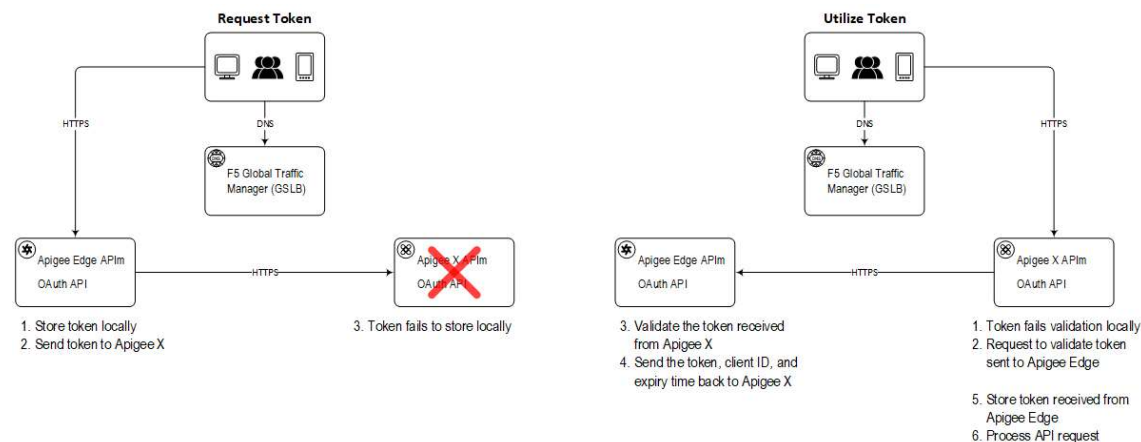 Request Token
HTTPS
DNS
F5 Global Traffic
Manager (GSLB)
Apigee Edge APIm
OAuth API
HTTPS
Apigee X APIm
OAuth API
1. Store token locally
2. Send token to Apigee X
3. Token fails to store locally
Utilize Token
DNS
HTTPS
F5 Global Traffic
Manager (GSLB)
Apigee Edge APIm
OAuth API
HTTPS
Apigee X APIm
OAuth API
3. Validate the token received
from Apigee X
4. Send the token, client ID, and
expiry time back to Apigee X
1. Token fails validation locally
2. Request to validate token
sent to Apigee Edge
5. Store token received from
Apigee Edge
6. Process API request